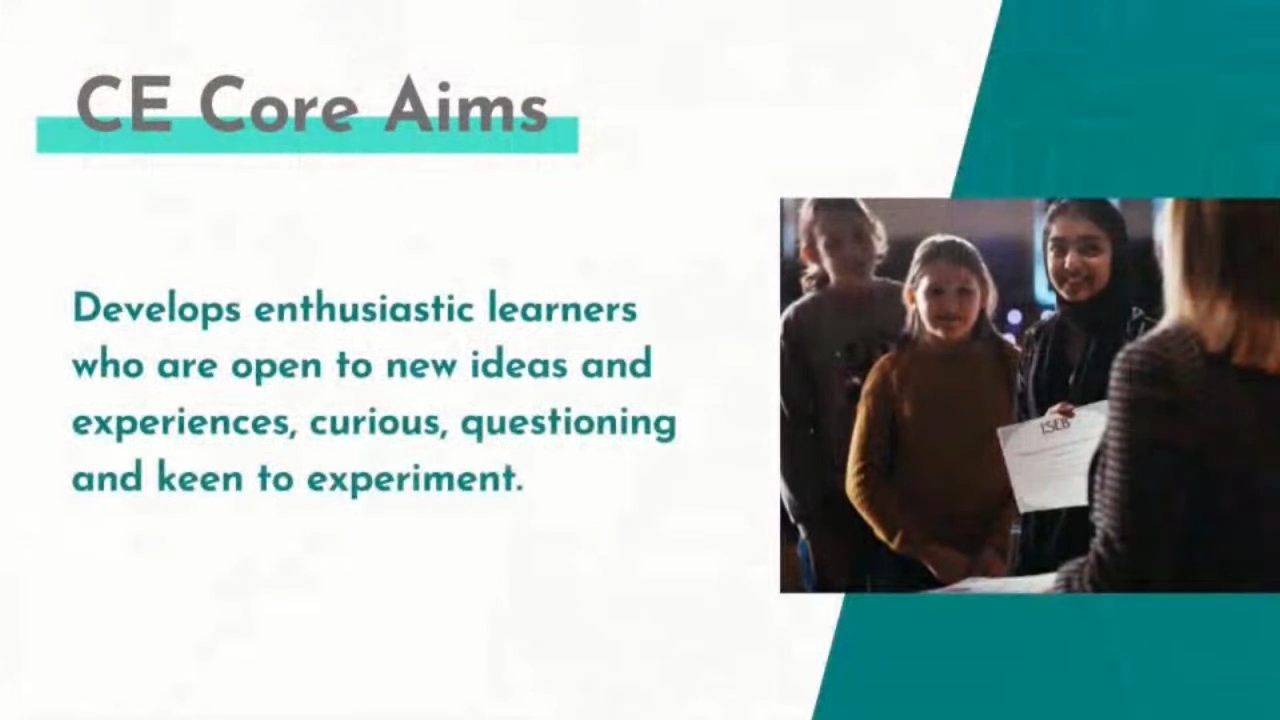 CE Core Aims
Develops enthusiastic learners
who are open to new ideas and
experiences, curious, questioning
and keen to experiment.
ISEB